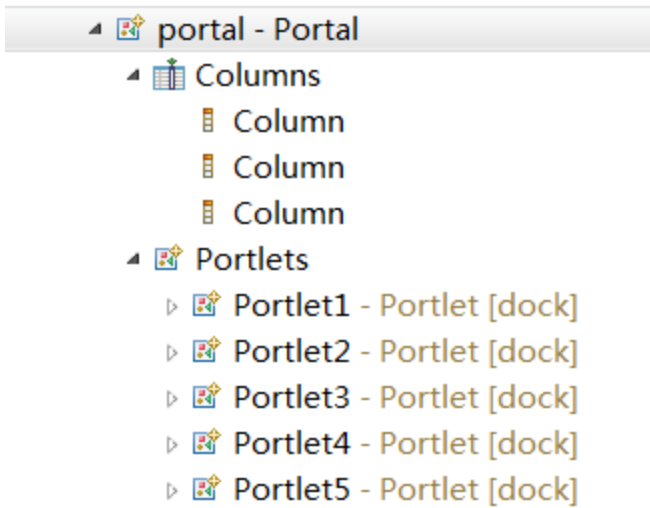 portal - Portal
Columns
Column
Column
Column
Portlets
Portlet1 - Portlet [dock]
Portlet2 - Portlet [dock]
Portlet3 - Portlet [dock]
Portlet4 - Portlet [dock]
Portlet5 - Portlet [dock]